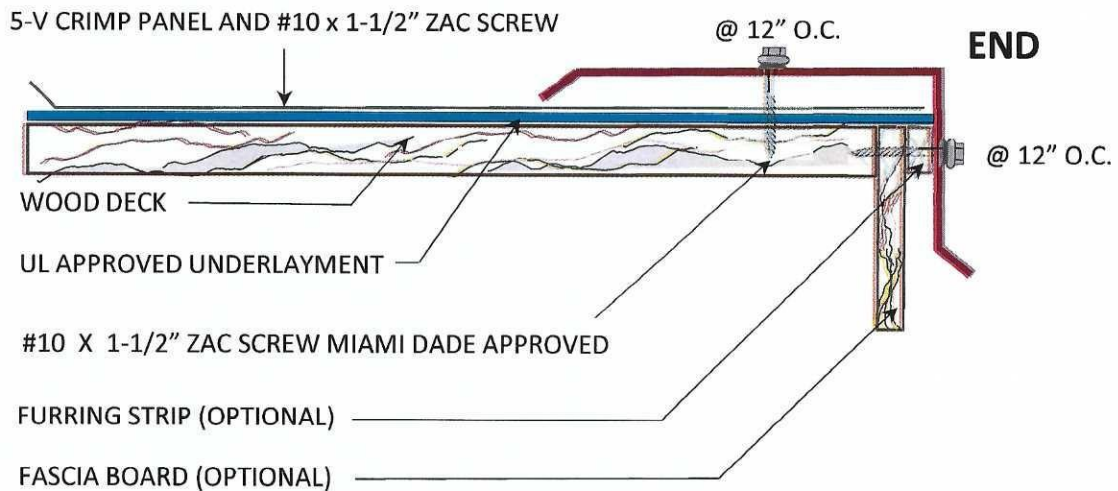 5-V CRIMP PANEL AND #10 x 1-1/2” ZAC SCREW
@ 12” O.C.
END
@ 12” O.C.
WOOD DECK
UL APPROVED UNDERLAYMENT
#10 X 1-1/2” ZAC SCREW MIAMI DADE APPROVED
FURRING STRIP (OPTIONAL)
FASCIA BOARD (OPTIONAL)